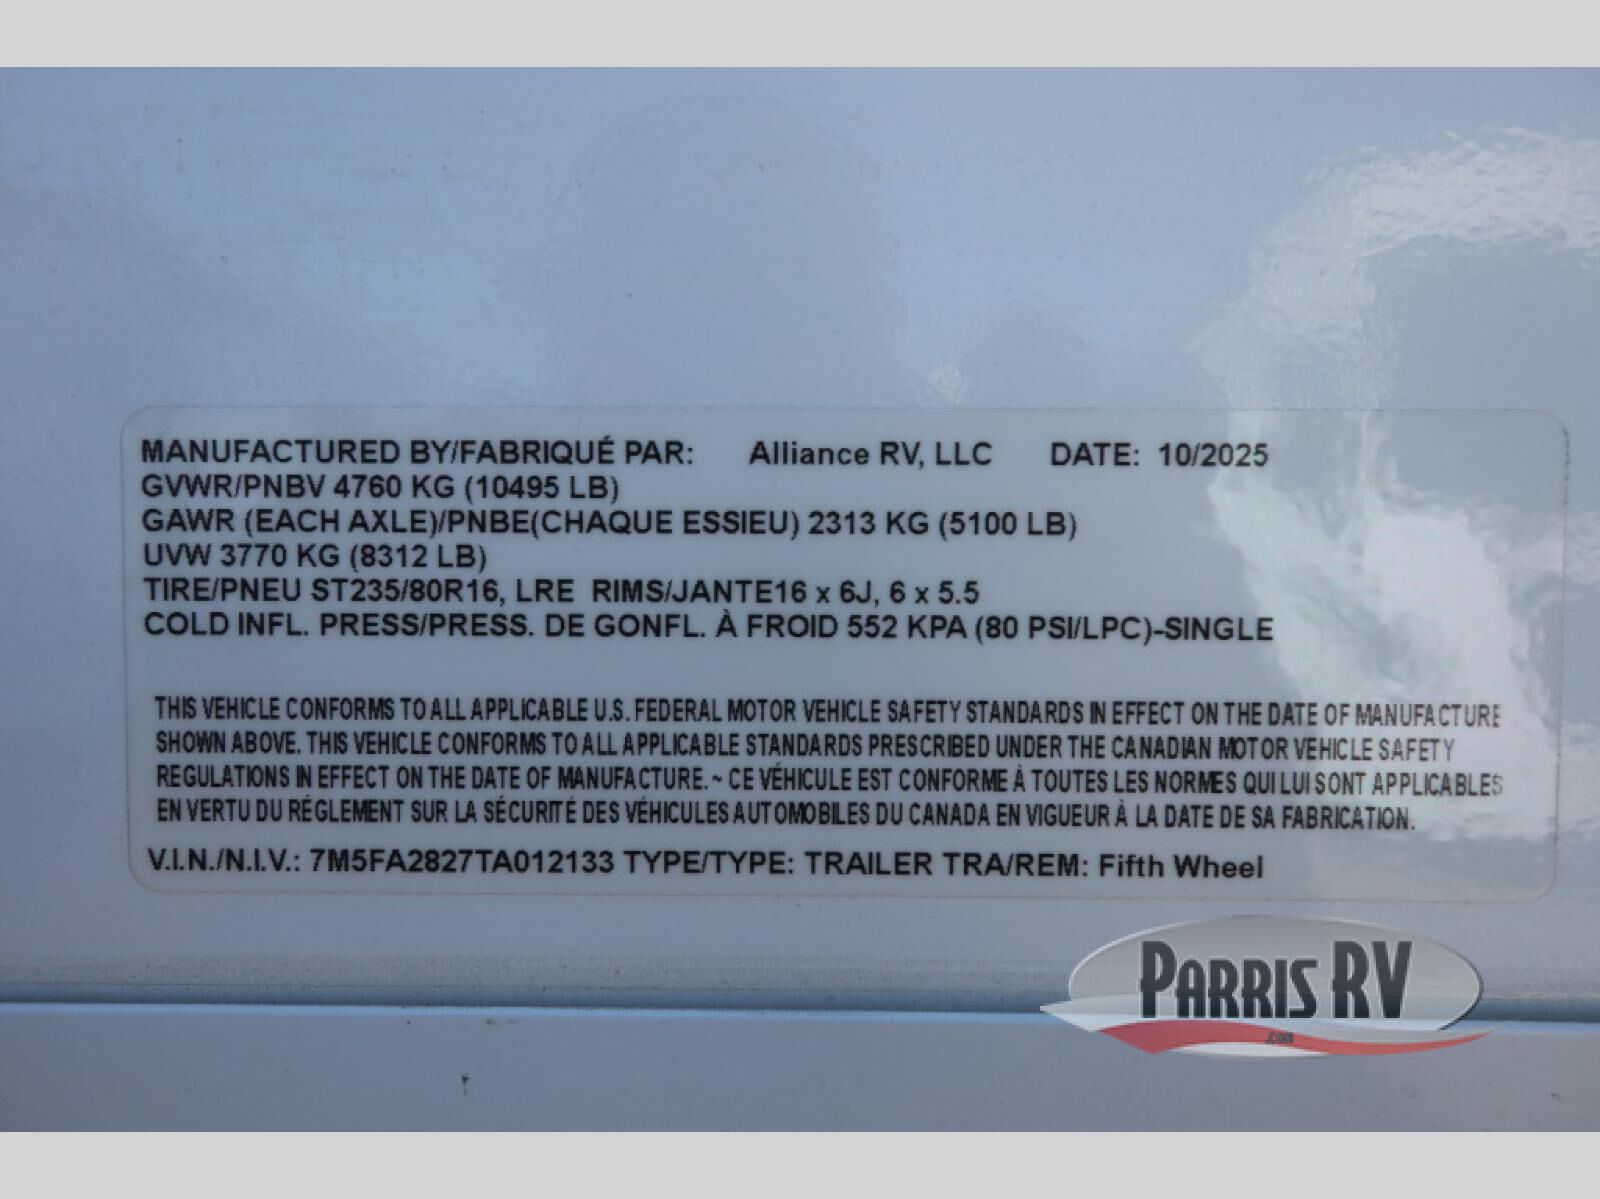 MANUFACTURED BY/FABRIQUÉ PAR: Alliance RV, LLC DATE: 10/2025
GVWR/PNBV 4760 KG (10495 LB)
GAWR (EACH AXLE)/PNBE(CHAQUE ESSIEU) 2313 KG (5100 LB)
UVW 3770 KG (8312 LB)
TIRE/PNEU ST235/80R16, LRE RIMS/JANTE16 x 6J, 6 x 5.5
COLD INFL. PRESS/PRESS. DE GONFL. À FROID 552 KPA (80 PSI/LPC)-SINGLE
THIS VEHICLE CONFORMS TO ALL APPLICABLE U.S. FEDERAL MOTOR VEHICLE SAFETY STANDARDS IN EFFECT ON THE DATE OF MANUFACTURE
SHOWN ABOVE. THIS VEHICLE CONFORMS TO ALL APPLICABLE STANDARDS PRESCRIBED UNDER THE CANADIAN MOTOR VEHICLE SAFETY
REGULATIONS IN EFFECT ON THE DATE OF MANUFACTURE. ~ CE VÉHICULE EST CONFORME À TOUTES LES NORMES QUI LUI SONT APPLICABLES
EN VERTU DU RÉGLEMENT SUR LA SÉCURITÉ DES VÉHICULES AUTOMOBILES DU CANADA EN VIGUEUR À LA DATE DE SA FABRICATION.
V.I.N./N.I.V.: 7M5FA2827TA012133 TYPE/TYPE: TRAILER TRA/REM: Fifth Wheel
PARRIS RV
.com